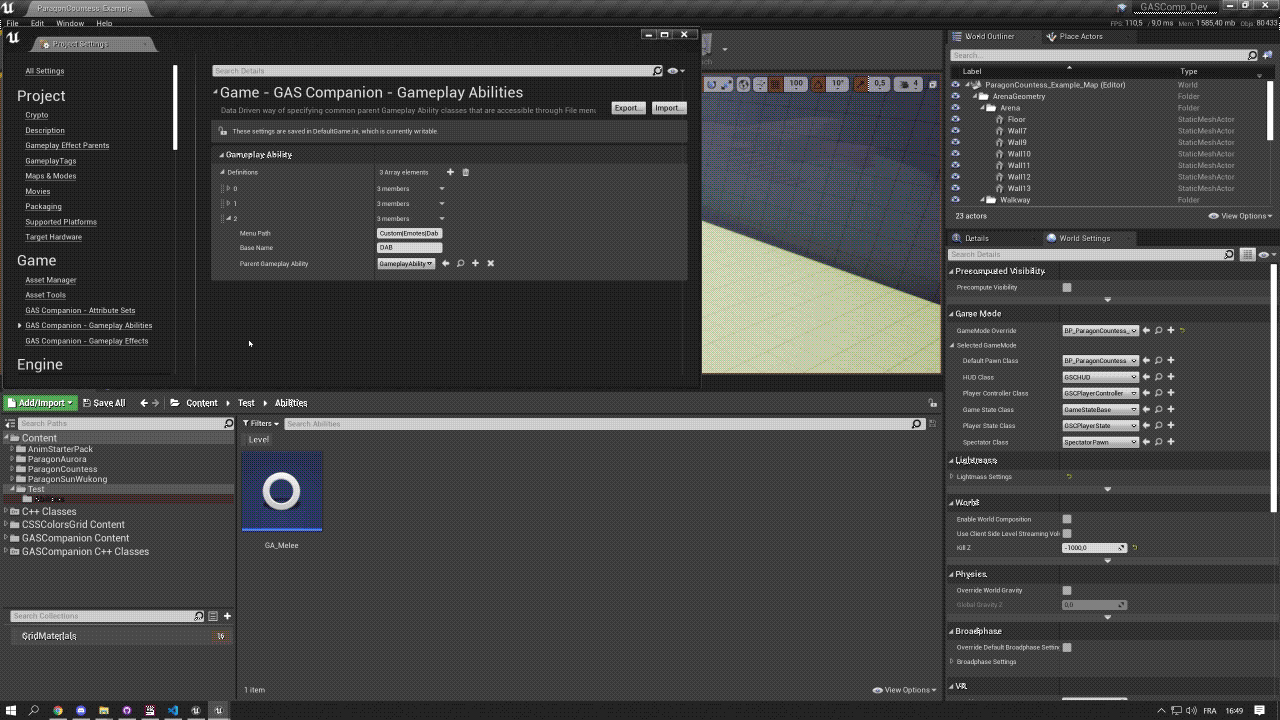 ParagonCountess_Example
GASComp_Dev
File Edit Window Help
FPS: 110,5 / 9,0 ms Mem: 1 585,40 mb Objs: 80 433
Project Settings
All Settings
Project
Crypto
Description
Gameplay Effect Parents
GameplayTags
Maps & Modes
Movies
Packaging
Supported Platforms
Target Hardware
Game
Asset Manager
Asset Tools
GAS Companion - Attribute Sets
GAS Companion - Gameplay Abilities
GAS Companion - Gameplay Effects
Engine
Search Details
Game - GAS Companion - Gameplay Abilities
Data Driven way of specifying common parent Gameplay Ability classes that are accessible through File menu
Export... Import...
These settings are saved in DefaultGame.ini, which is currently writable.
Gameplay Ability
Definitions 3 Array elements
0 3 members
1 3 members
2 3 members
Menu Path Custom|Emotes|Dab
Base Name DAB
Parent Gameplay Ability GameplayAbility
100 10° 0,5 4
World Outliner Place Actors
Search...
Label Type
ParagonCountess_Example_Map (Editor) World
ArenaGeometry Folder
Arena Folder
Floor StaticMeshActor
Wall7 StaticMeshActor
Wall9 StaticMeshActor
Wall10 StaticMeshActor
Wall11 StaticMeshActor
Wall12 StaticMeshActor
Wall13 StaticMeshActor
Walkway Folder
23 actors View Options
Details World Settings
Search Details
Precomputed Visibility
Precompute Visibility
Game Mode
GameMode Override BP_ParagonCountess_
Selected GameMode
Default Pawn Class BP_ParagonCountess
HUD Class GSCHUD
Player Controller Class GSCPlayerController
Game State Class GameStateBase
Player State Class GSCPlayerState
Spectator Class SpectatorPawn
Lightmass
Lightmass Settings
World
Enable World Composition
Use Client Side Level Streaming Vol
Kill Z -1000,0
Physics
Override World Gravity
Global Gravity Z 0,0
Broadphase
Override Default Broadphase Setting
Broadphase Settings
VR
Add/Import Save All Content Test Abilities
Search Paths
Content
AnimStarterPack
ParagonAurora
ParagonCountess
ParagonSunWukong
Test
C++ Classes
CSSColorsGrid Content
GASCompanion Content
GASCompanion C++ Classes
Search Collections
GridMaterials 16
Filters Search Abilities
Level
GA_Melee
1 item View Options
FRA 16:49